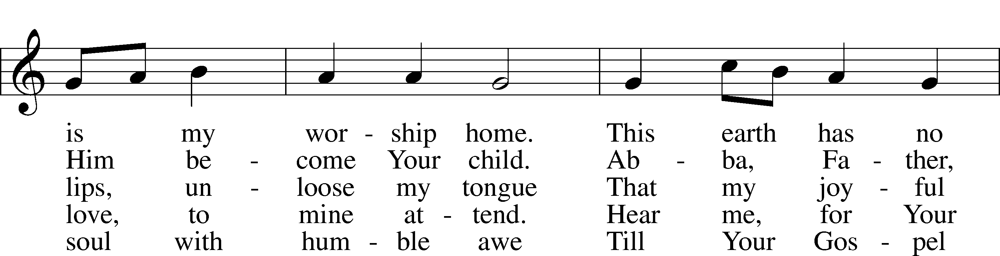 is my wor - ship home. This earth has no
Him be - come Your child. Ab - ba, Fa - ther,
lips, un - loose my tongue That my joy - ful
love, to mine at - tend. Hear me, for Your
soul with hum - ble awe Till Your Gos - pel